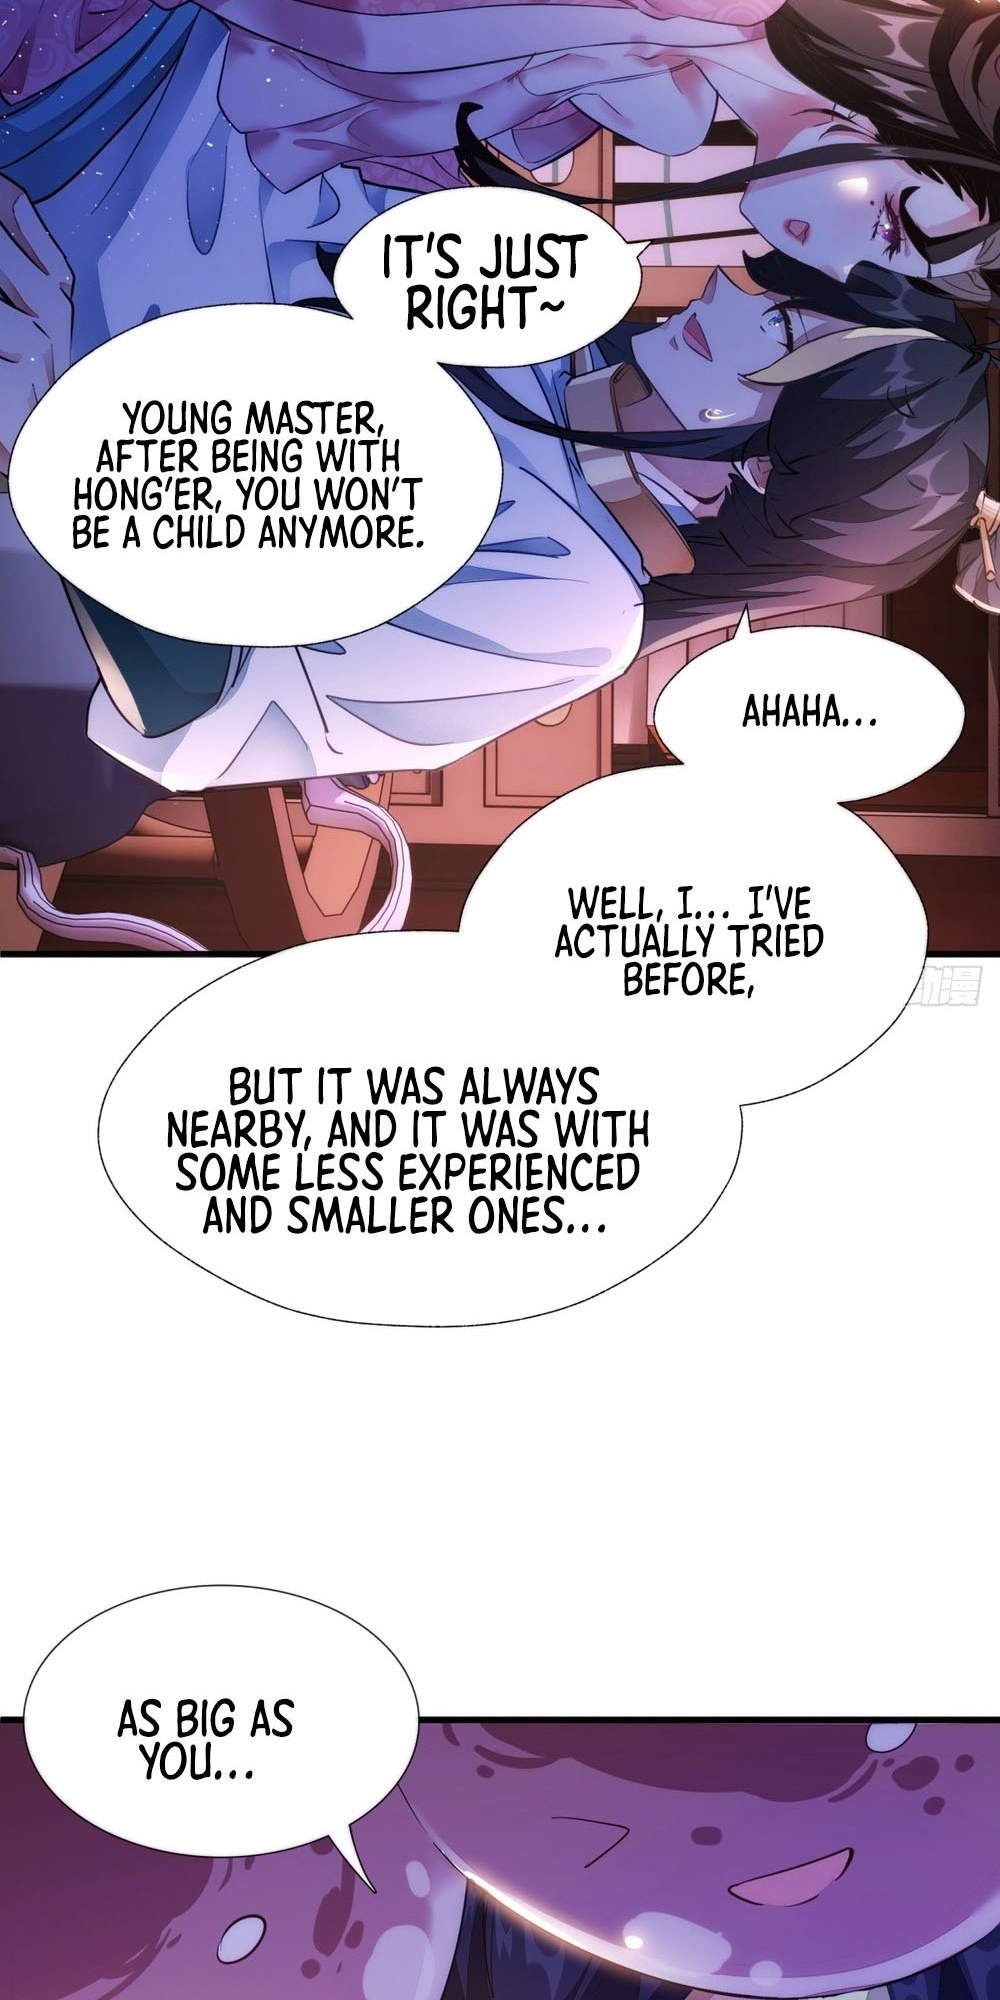 IT'S JUST
RIGHT~
YOUNG MASTER,
AFTER BEING WITH
HONG'ER, YOU WON'T
BE A CHILD ANYMORE.
AHAHA...
WELL, I... I'VE
ACTUALLY TRIED
BEFORE,
动漫
BUT IT WAS ALWAYS
NEARBY, AND IT WAS WITH
SOME LESS EXPERIENCED
AND SMALLER ONES...
AS BIG AS
YOU...